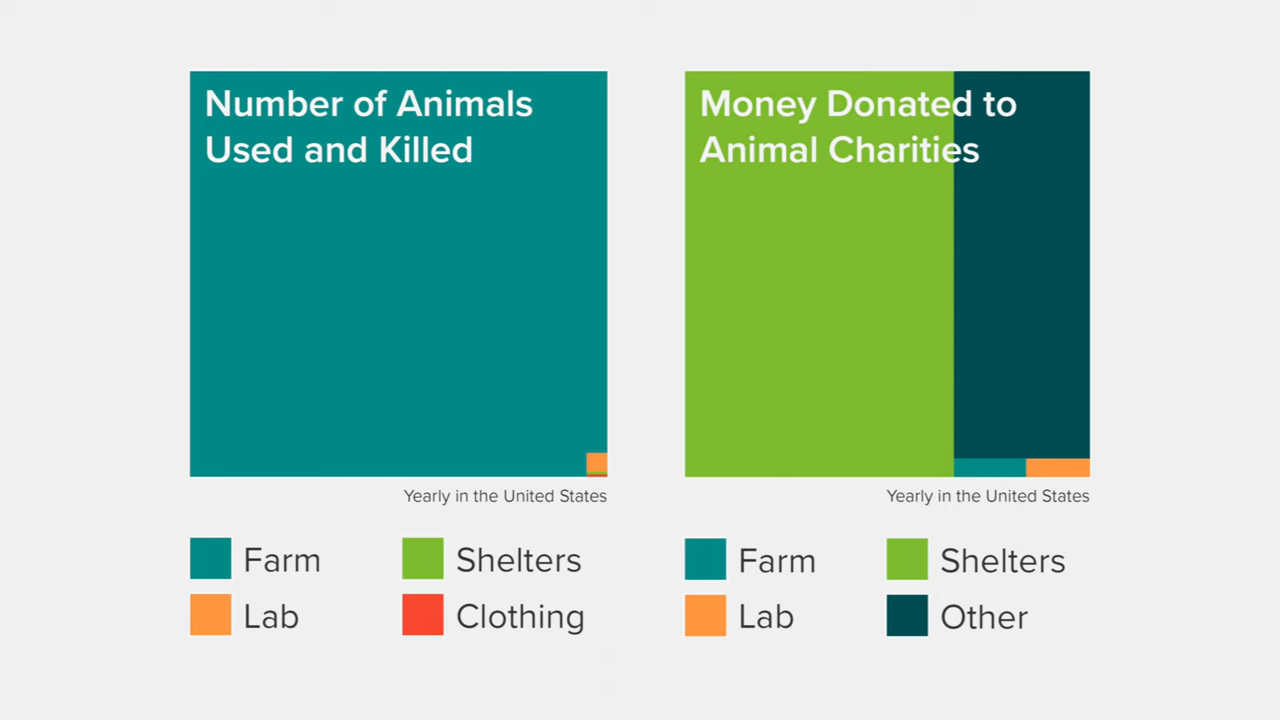 Number of Animals
Used and Killed
Yearly in the United States
Farm
Shelters
Lab
Clothing
Money Donated to
Animal Charities
Yearly in the United States
Farm
Shelters
Lab
Other